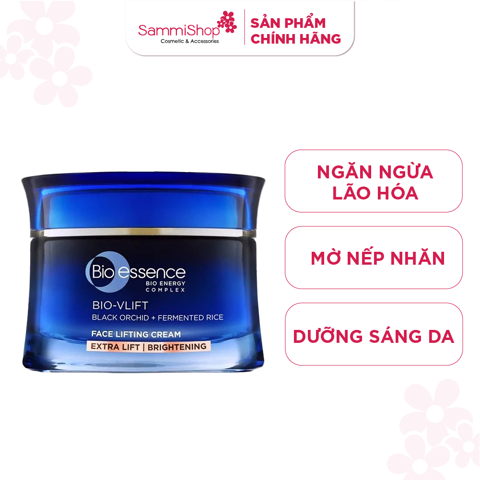 SammiShop
Cosmetic & Accessories
SẢN PHẨM
CHÍNH HÃNG
NGĂN NGỪA
LÃO HÓA
MỜ NẾP NHĂN
DƯỠNG SÁNG DA
Bio essence
BIO ENERGY
COMPLEX
BIO-VLIFT
BLACK ORCHID + FERMENTED RICE
FACE LIFTING CREAM
EXTRA LIFT | BRIGHTENING